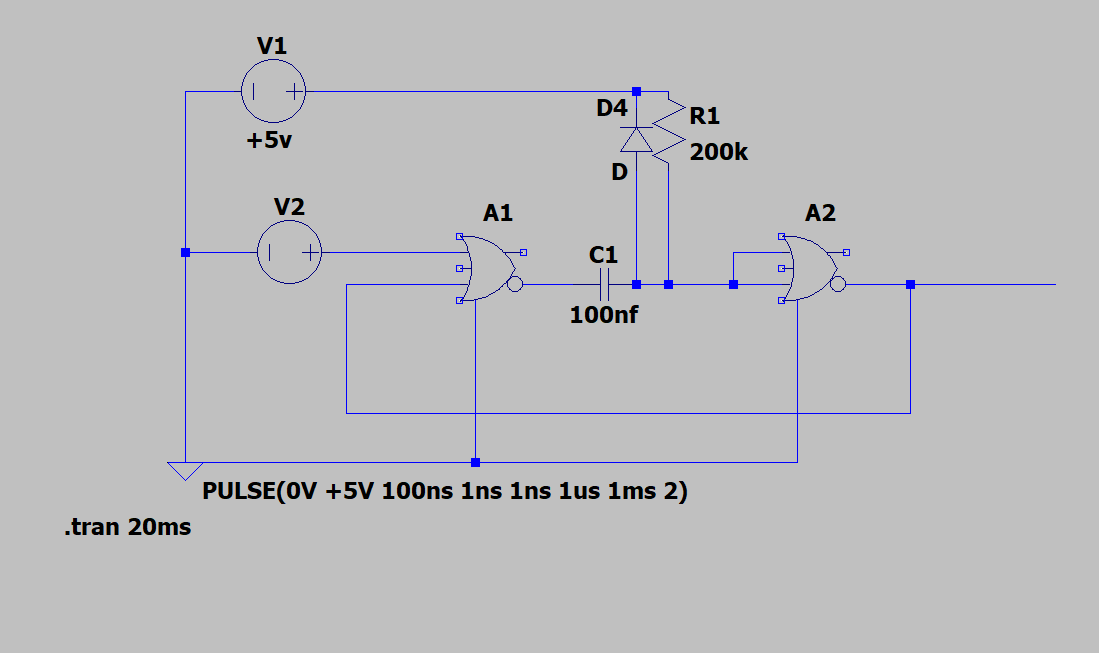 V1
+5v
D4
R1
200k
D
V2
A1
A2
C1
100nf
PULSE(0V +5V 100ns 1ns 1ns 1us 1ms 2)
.tran 20ms